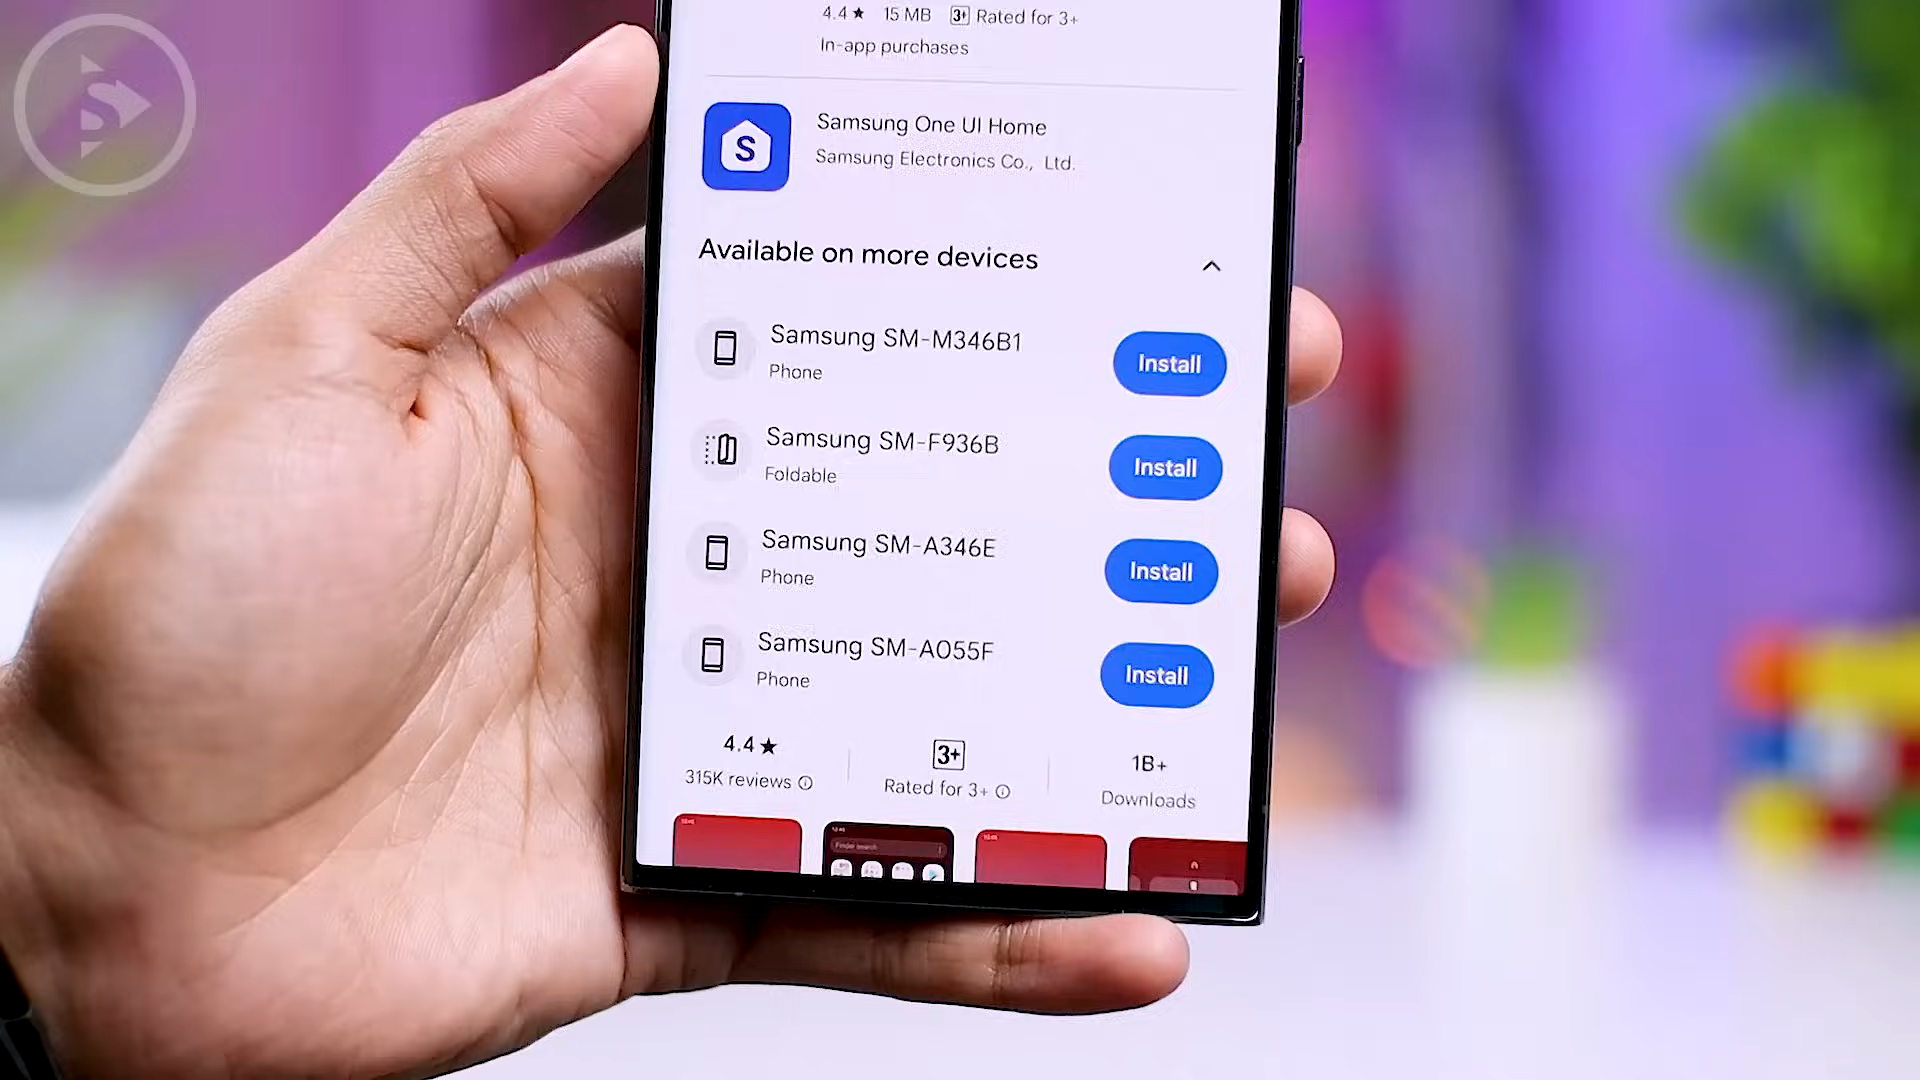 S
4.4★ 15 MB 3+ Rated for 3+
In-app purchases
S
Samsung One UI Home
Samsung Electronics Co., Ltd.
Available on more devices
Samsung SM-M346B1
Phone
Install
Samsung SM-F936B
Foldable
Install
Samsung SM-A346E
Phone
Install
Samsung SM-A055F
Phone
Install
4.4★
315K reviews
3+
Rated for 3+
1B+
Downloads
Finder search